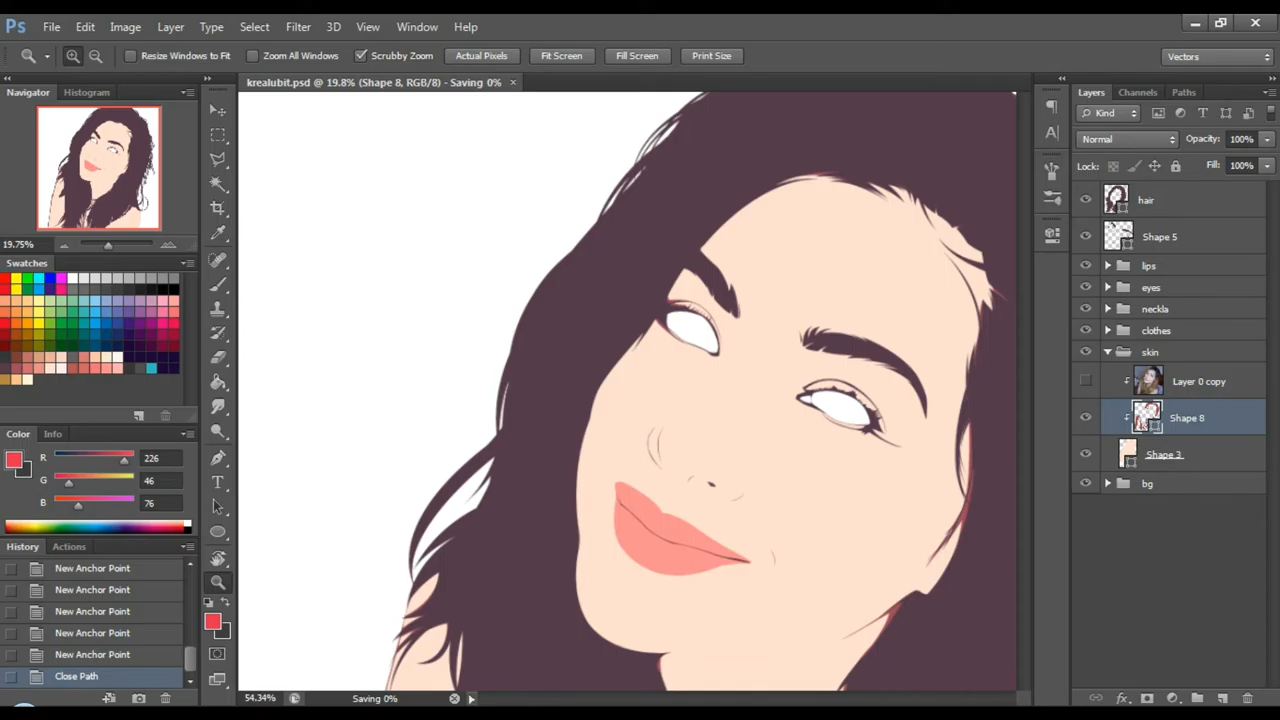 Ps File Edit Image Layer Type Select Filter 3D View Window Help
Resize Windows to Fit Zoom All Windows Scrubby Zoom Actual Pixels Fit Screen Fill Screen Print Size Vectors
krealubit.psd @ 19.8% (Shape 8, RGB/8) - Saving 0%
Navigator Histogram
19.75%
Swatches
Color Info
R 226
G 46
B 76
History Actions
New Anchor Point
New Anchor Point
New Anchor Point
New Anchor Point
New Anchor Point
Close Path
54.34% Saving 0%
Layers Channels Paths
Kind
Normal Opacity: 100%
Lock: Fill: 100%
hair
Shape 5
lips
eyes
neckla
clothes
skin
Layer 0 copy
Shape 8
Shape 3
bg